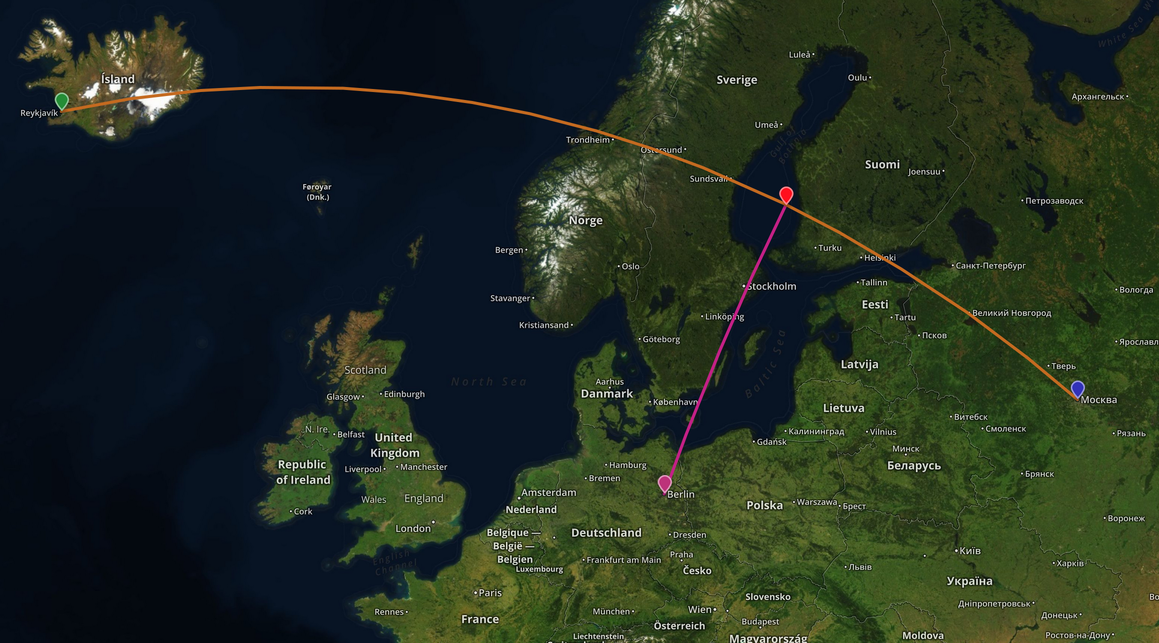 White Sea
Luleå
Ísland
Sverige
Oulu
Архангельск
Reykjavík
Umeå
Trondheim
Östersund
Suomi
Joensuu
Sundsvall
Føroyar
(Dnk.)
Петрозаводск
Norge
Bergen
Turku
Helsinki
Oslo
Санкт-Петербург
Stockholm
Tallinn
Вологда
Stavanger
Eesti
Linköping
Tartu
Великий Новгород
Kristiansand
Göteborg
Псков
Ярославл
Baltic Sea
Scotland
Latvija
Тверь
North Sea
Aarhus
Danmark
Glasgow
Edinburgh
København
Москва
Lietuva
Витебск
N. Ire.
Belfast
United
Kingdom
Gdańsk
Калининград
Vilnius
Смоленск
Рязань
Минск
Republic
of Ireland
Liverpool
Manchester
Hamburg
Беларусь
Bremen
Брянск
Wales
England
Amsterdam
Berlin
Cork
Nederland
Polska
Warszawa
Брест
London
Belgique —
België —
Belgien
Deutschland
Dresden
Воронеж
English
Channel
Luxembourg
Frankfurt am Main
Praha
Česko
Львів
Київ
Харків
Україна
Paris
Rennes
France
München
Wien
Slovensko
Дніпропетровськ
Донецьк
Österreich
Budapest
Liechtenstein
Magyarország
Moldova
Ростов-на-Дону